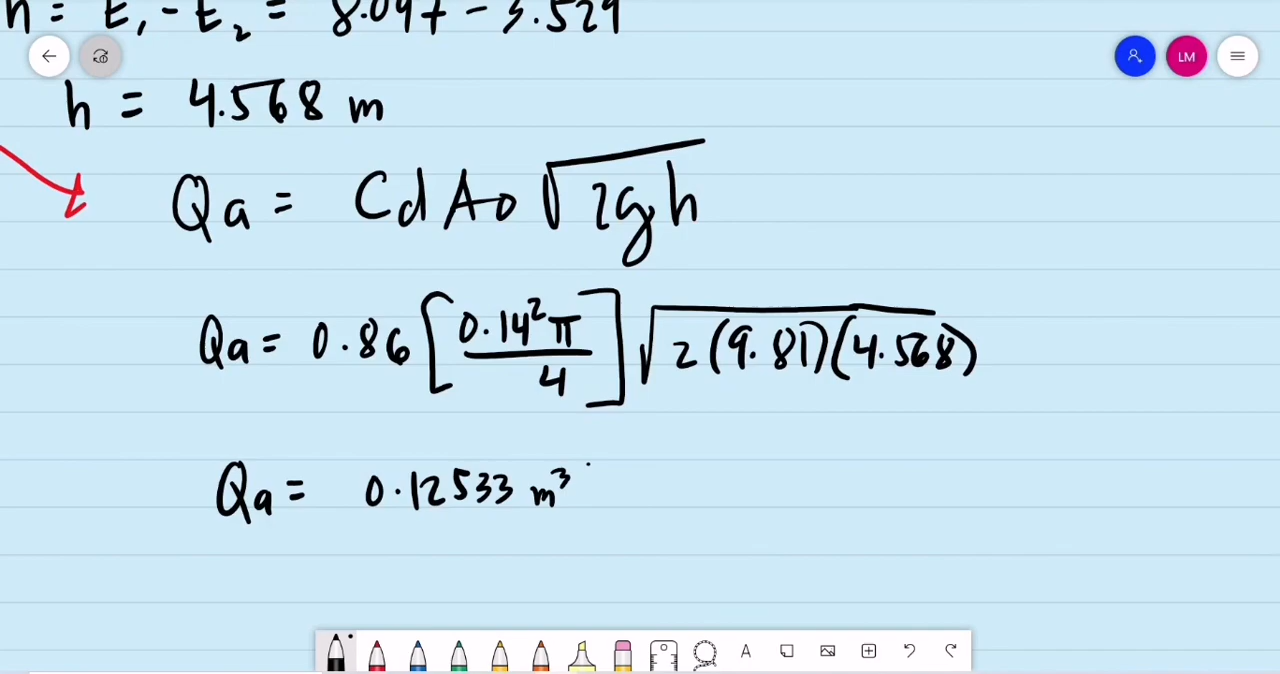 h = E₁ - E₂ = 8.097 - 3.529
LM
h = 4.568 m
Qa = Cd Ao √2gh
Qa = 0.86 [0.14²π/4] √2(9.81)(4.568)
Qa = 0.12533 m³
A